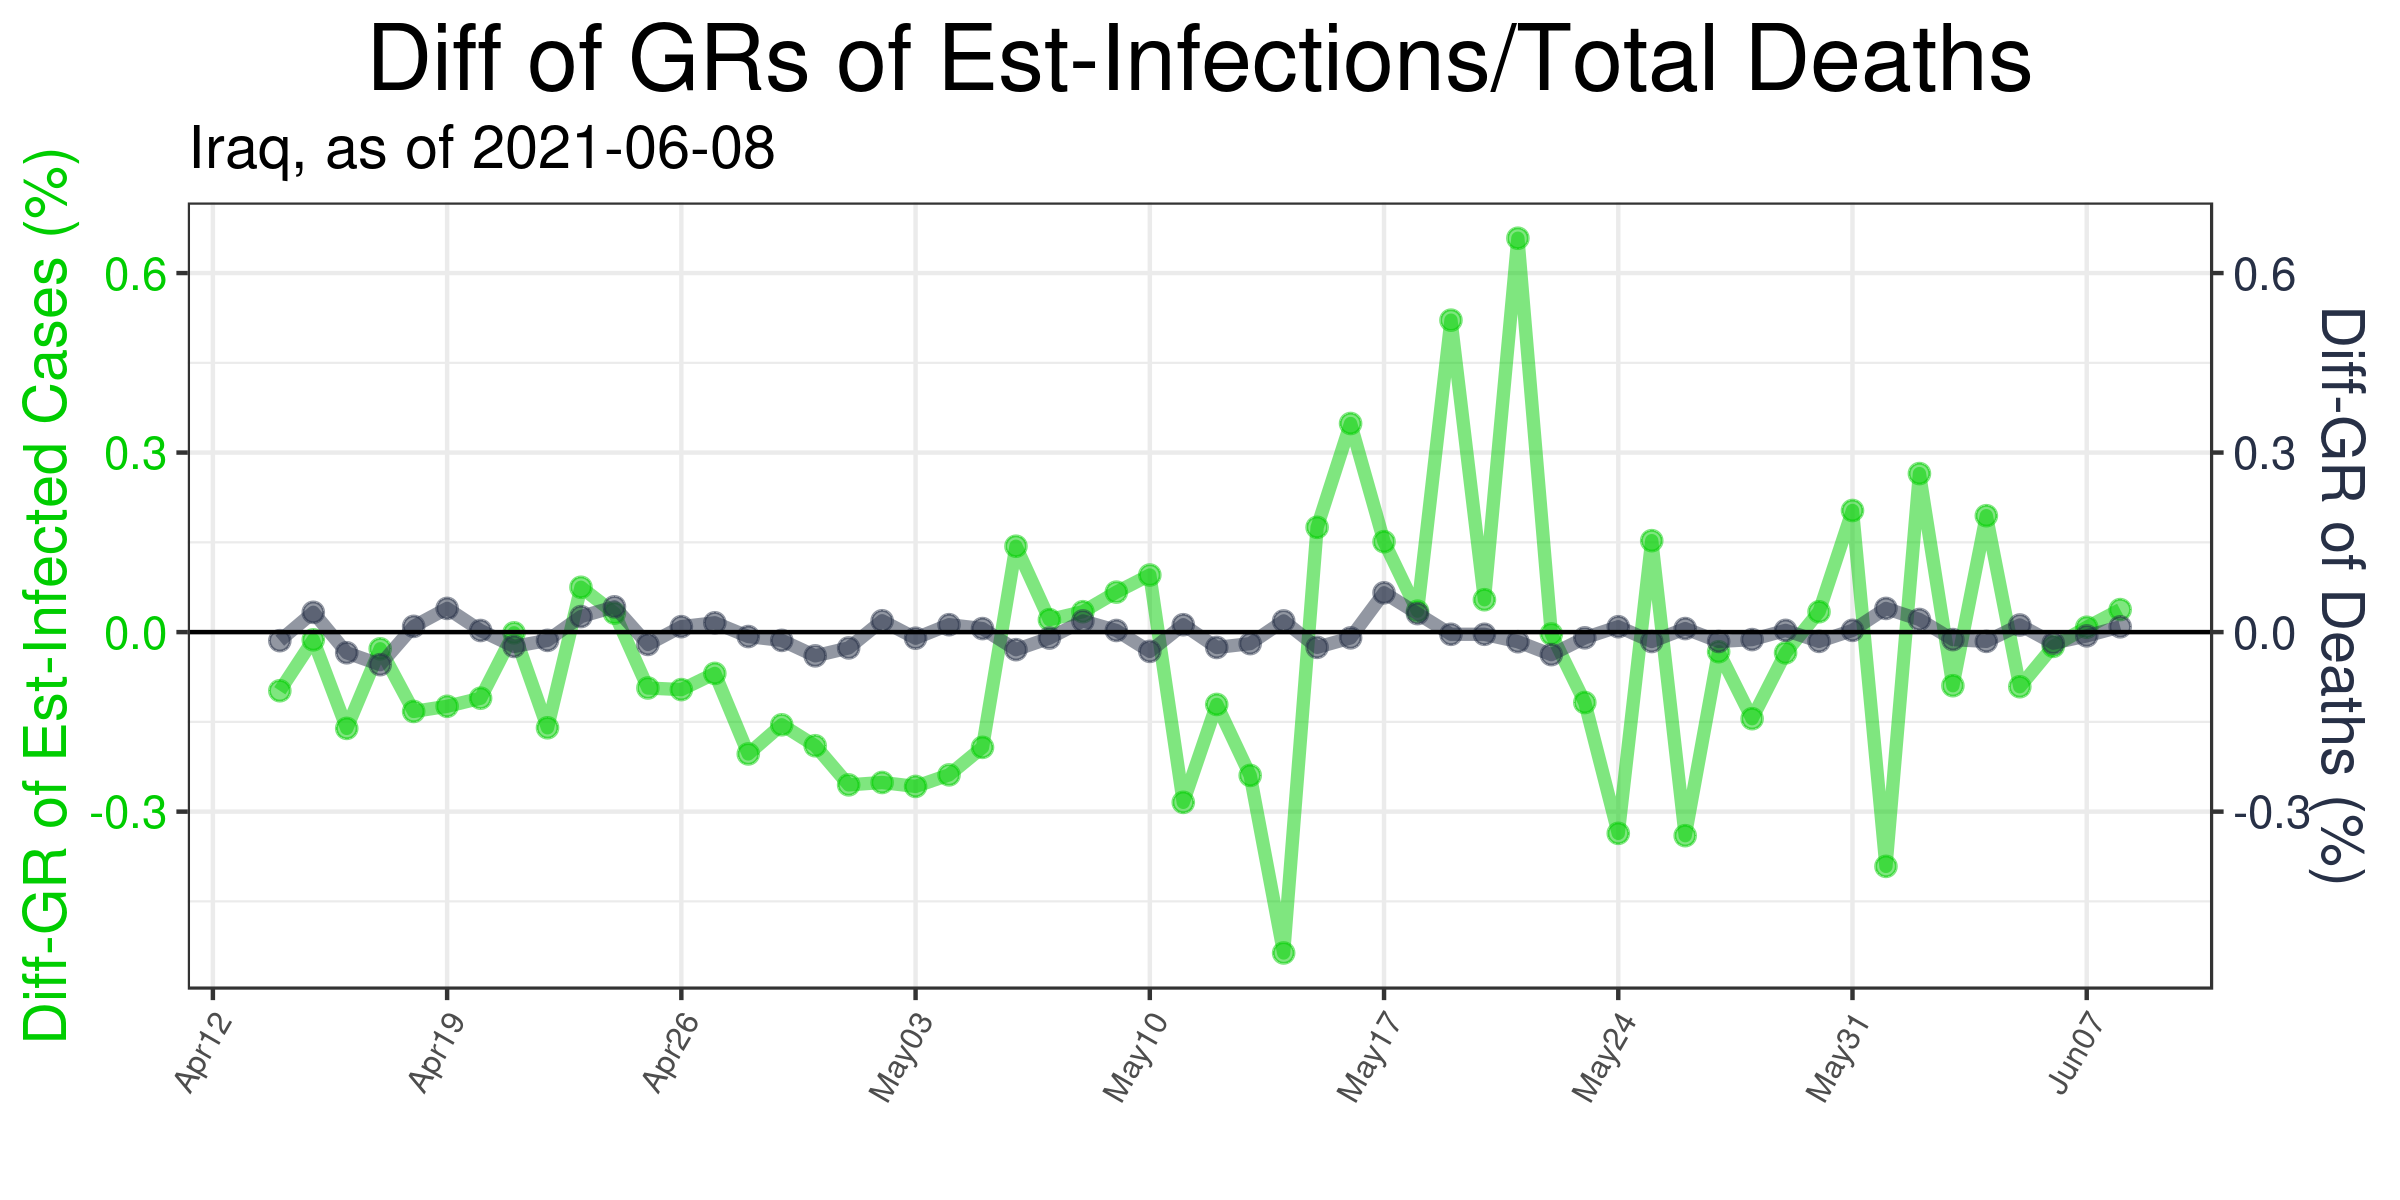 Diff of GRs of Est-Infections/Total Deaths
Iraq, as of 2021-06-08
Diff-GR of Est-Infected Cases (%)
0.6
0.3
0.0
-0.3
0.6
0.3
0.0
-0.3
Diff-GR of Deaths (%)
Apr12
Apr19
Apr26
May03
May10
May17
May24
May31
Jun07